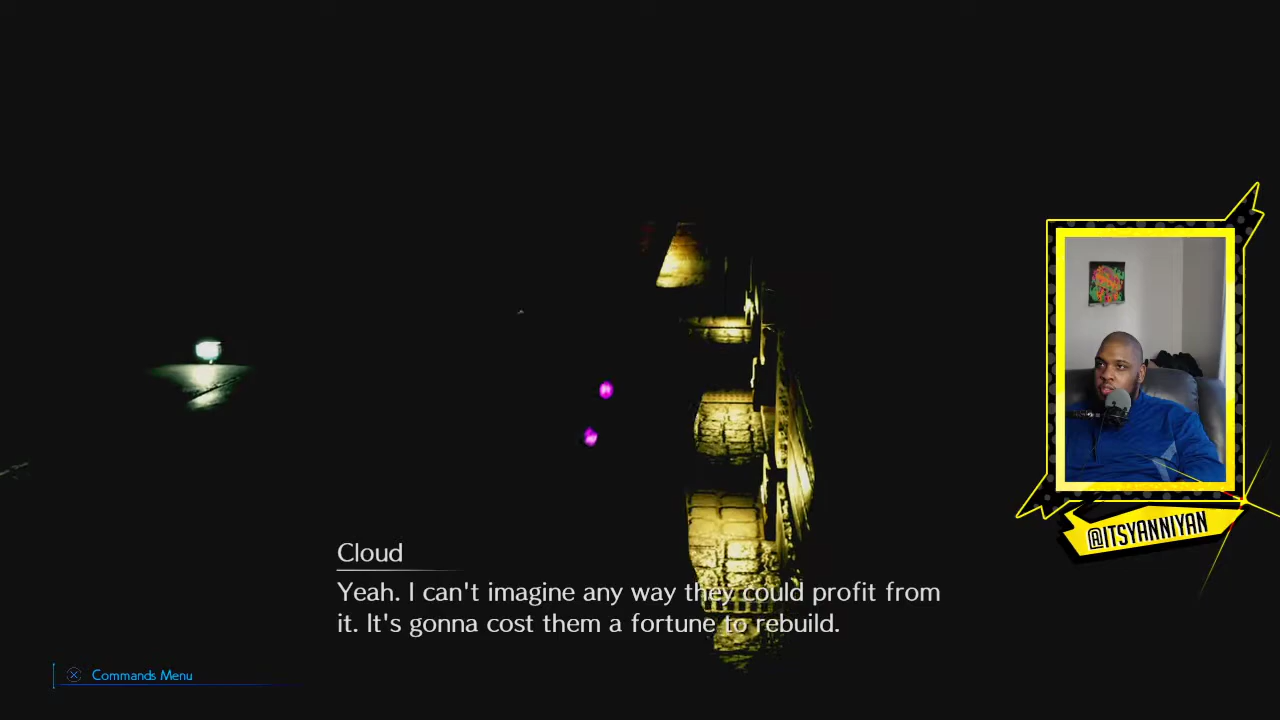 Cloud
Yeah. I can't imagine any way they could profit from
it. It's gonna cost them a fortune to rebuild.
Commands Menu
@ITSYANNIYAN